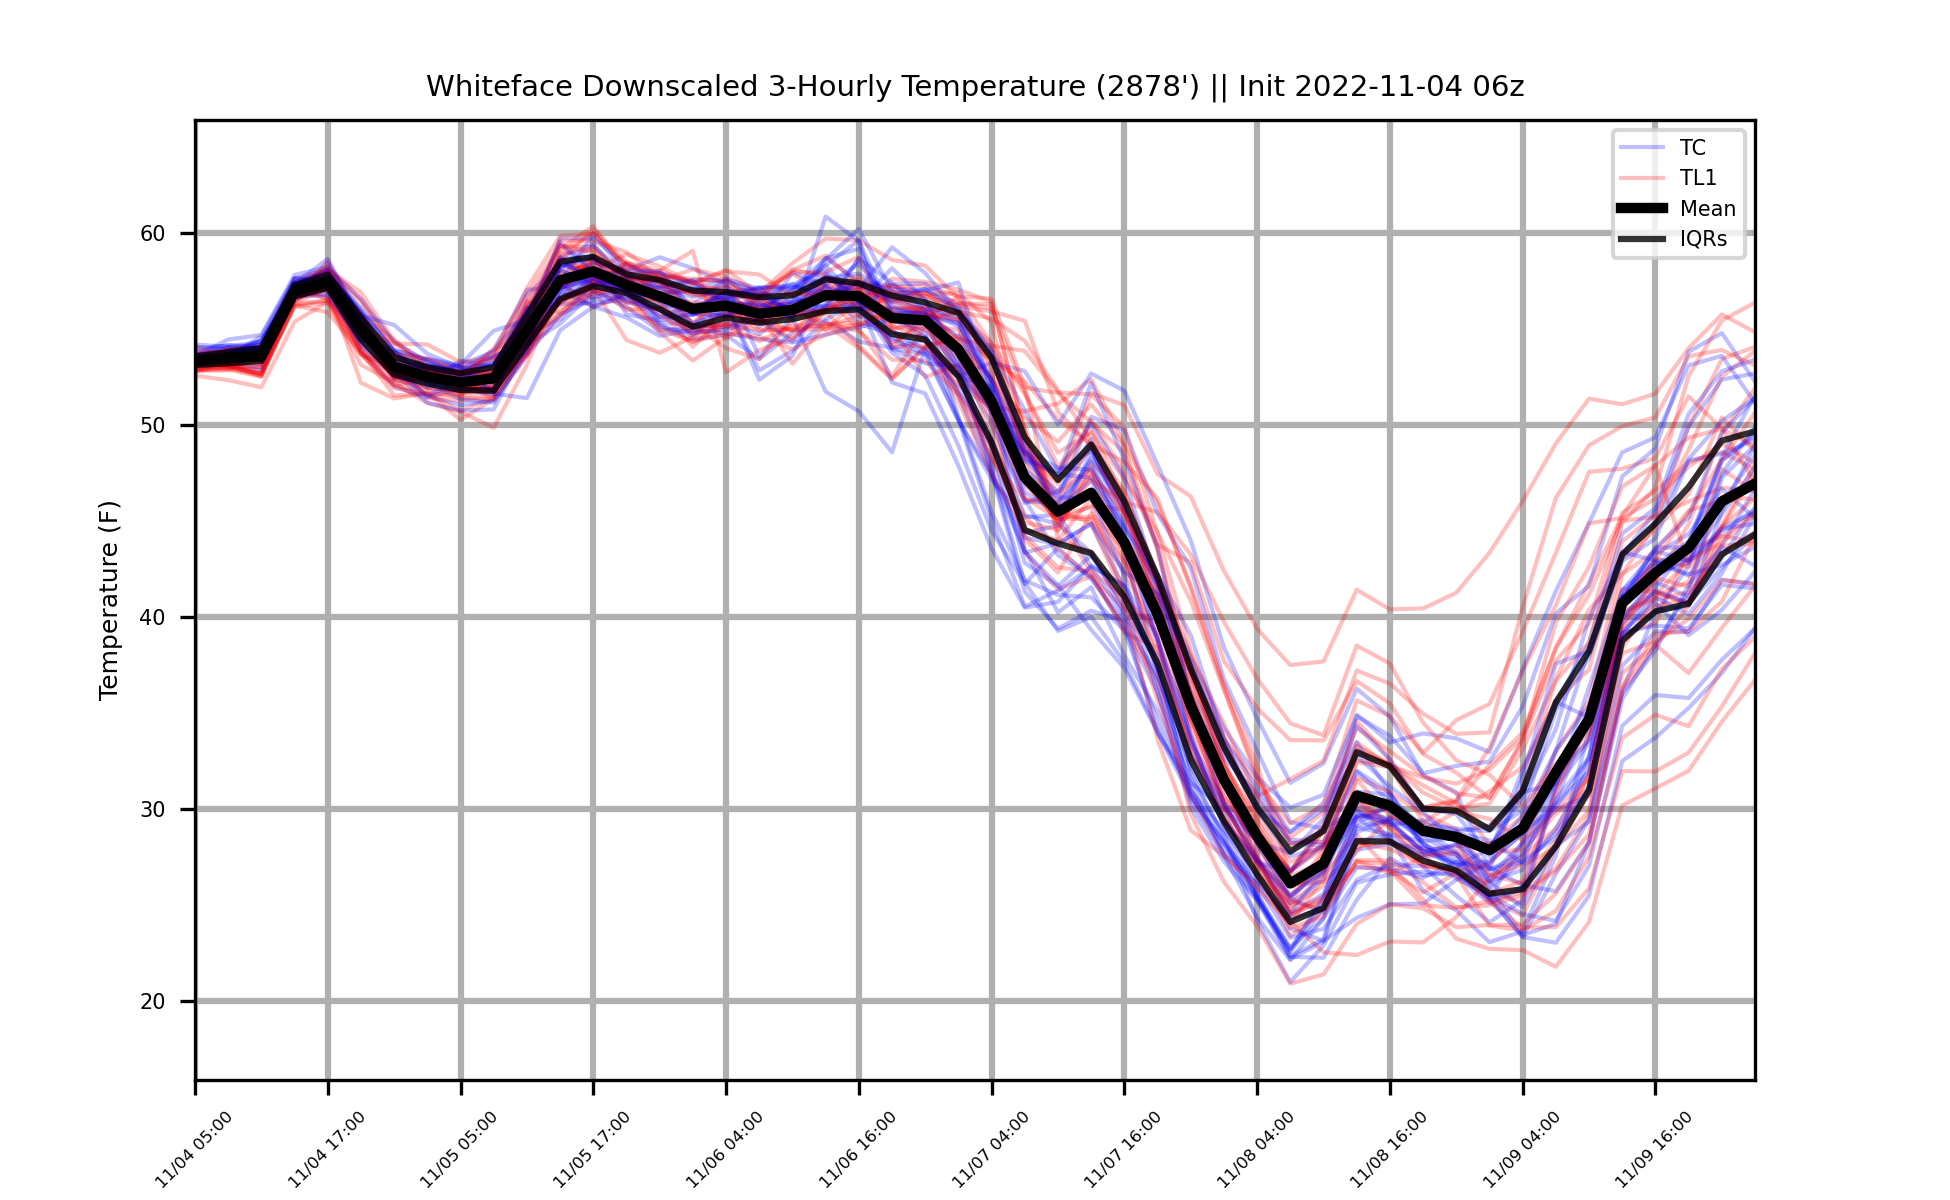 Whiteface Downscaled 3-Hourly Temperature (2878') || Init 2022-11-04 06z
TC
TL1
Mean
IQRs
Temperature (F)
60
50
40
30
20
11/04 05:00
11/04 17:00
11/05 05:00
11/05 17:00
11/06 04:00
11/06 16:00
11/07 04:00
11/07 16:00
11/08 04:00
11/08 16:00
11/09 04:00
11/09 16:00